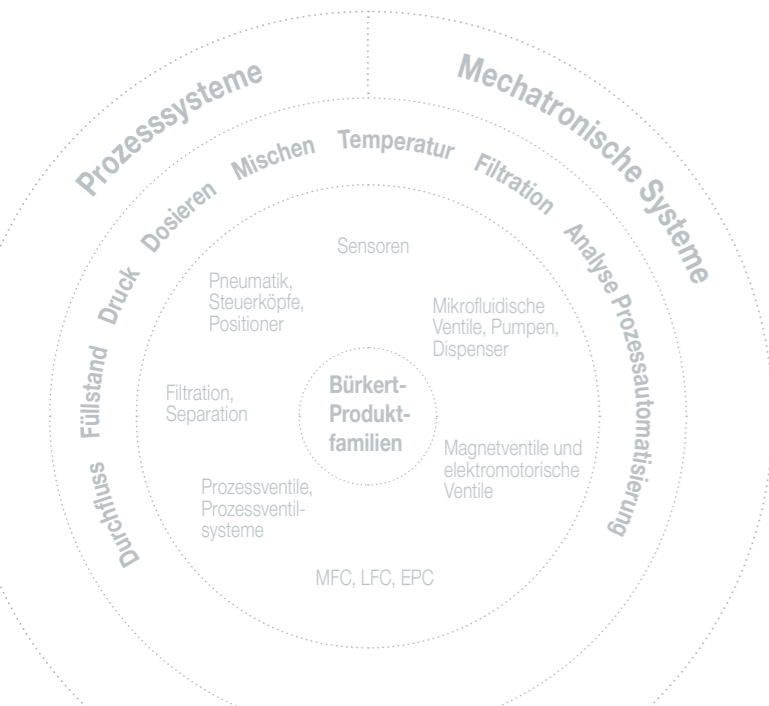 Prozesssysteme
Mechatronische Systeme
Durchfluss
Füllstand
Druck
Dosieren
Mischen
Temperatur
Filtration
Analyse
Prozessautomatisierung
Sensoren
Pneumatik,
Steuerköpfe,
Positioner
Mikrofluidische
Ventile, Pumpen,
Dispenser
Filtration,
Separation
Bürkert-
Produkt-
familien
Magnetventile und
elektromotorische
Ventile
Prozessventile,
Prozessventil-
systeme
MFC, LFC, EPC